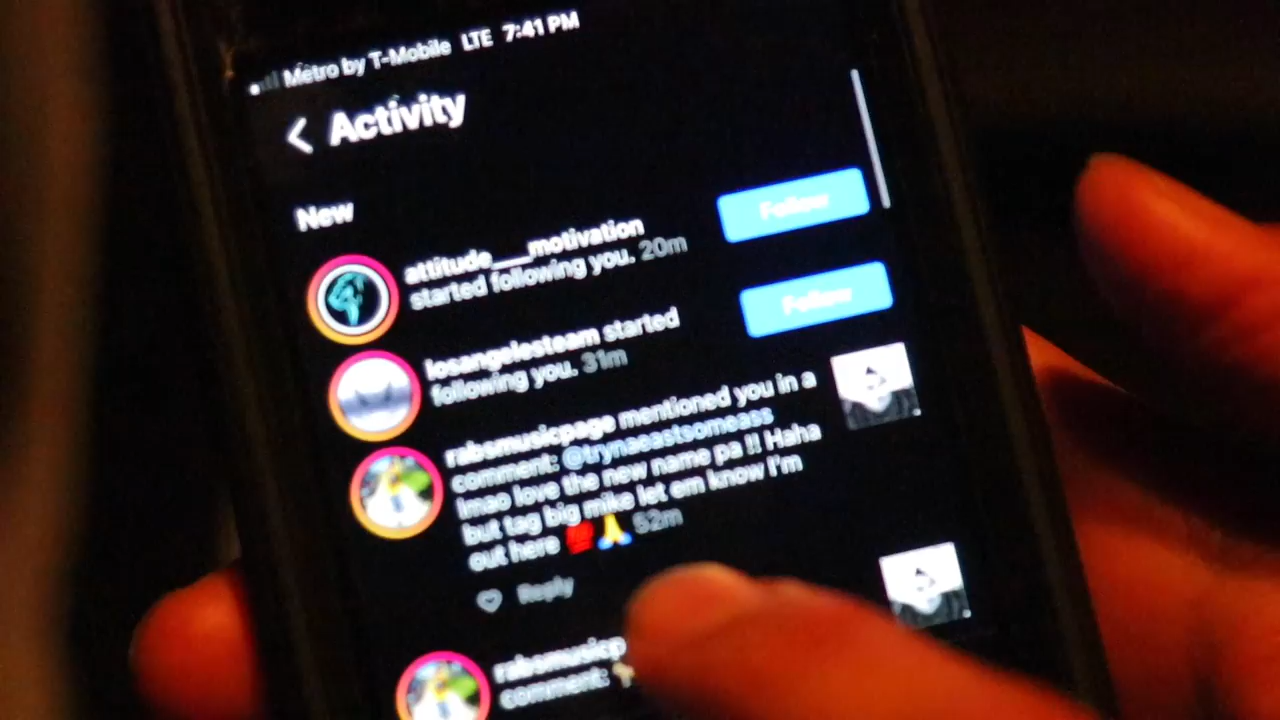 Metro by T-Mobile LTE 7:41 PM
Activity
New
attitude___motivation
started following you. 20m
Follow
losangelesteam started
following you. 31m
Follow
rabsmusicpage mentioned you in a
comment: @trynaeastsomeass
lmao love the new name pa !! Haha
but tag big mike let em know I'm
out here 💯🙏 52m
Reply
rabsmusicp
comment: